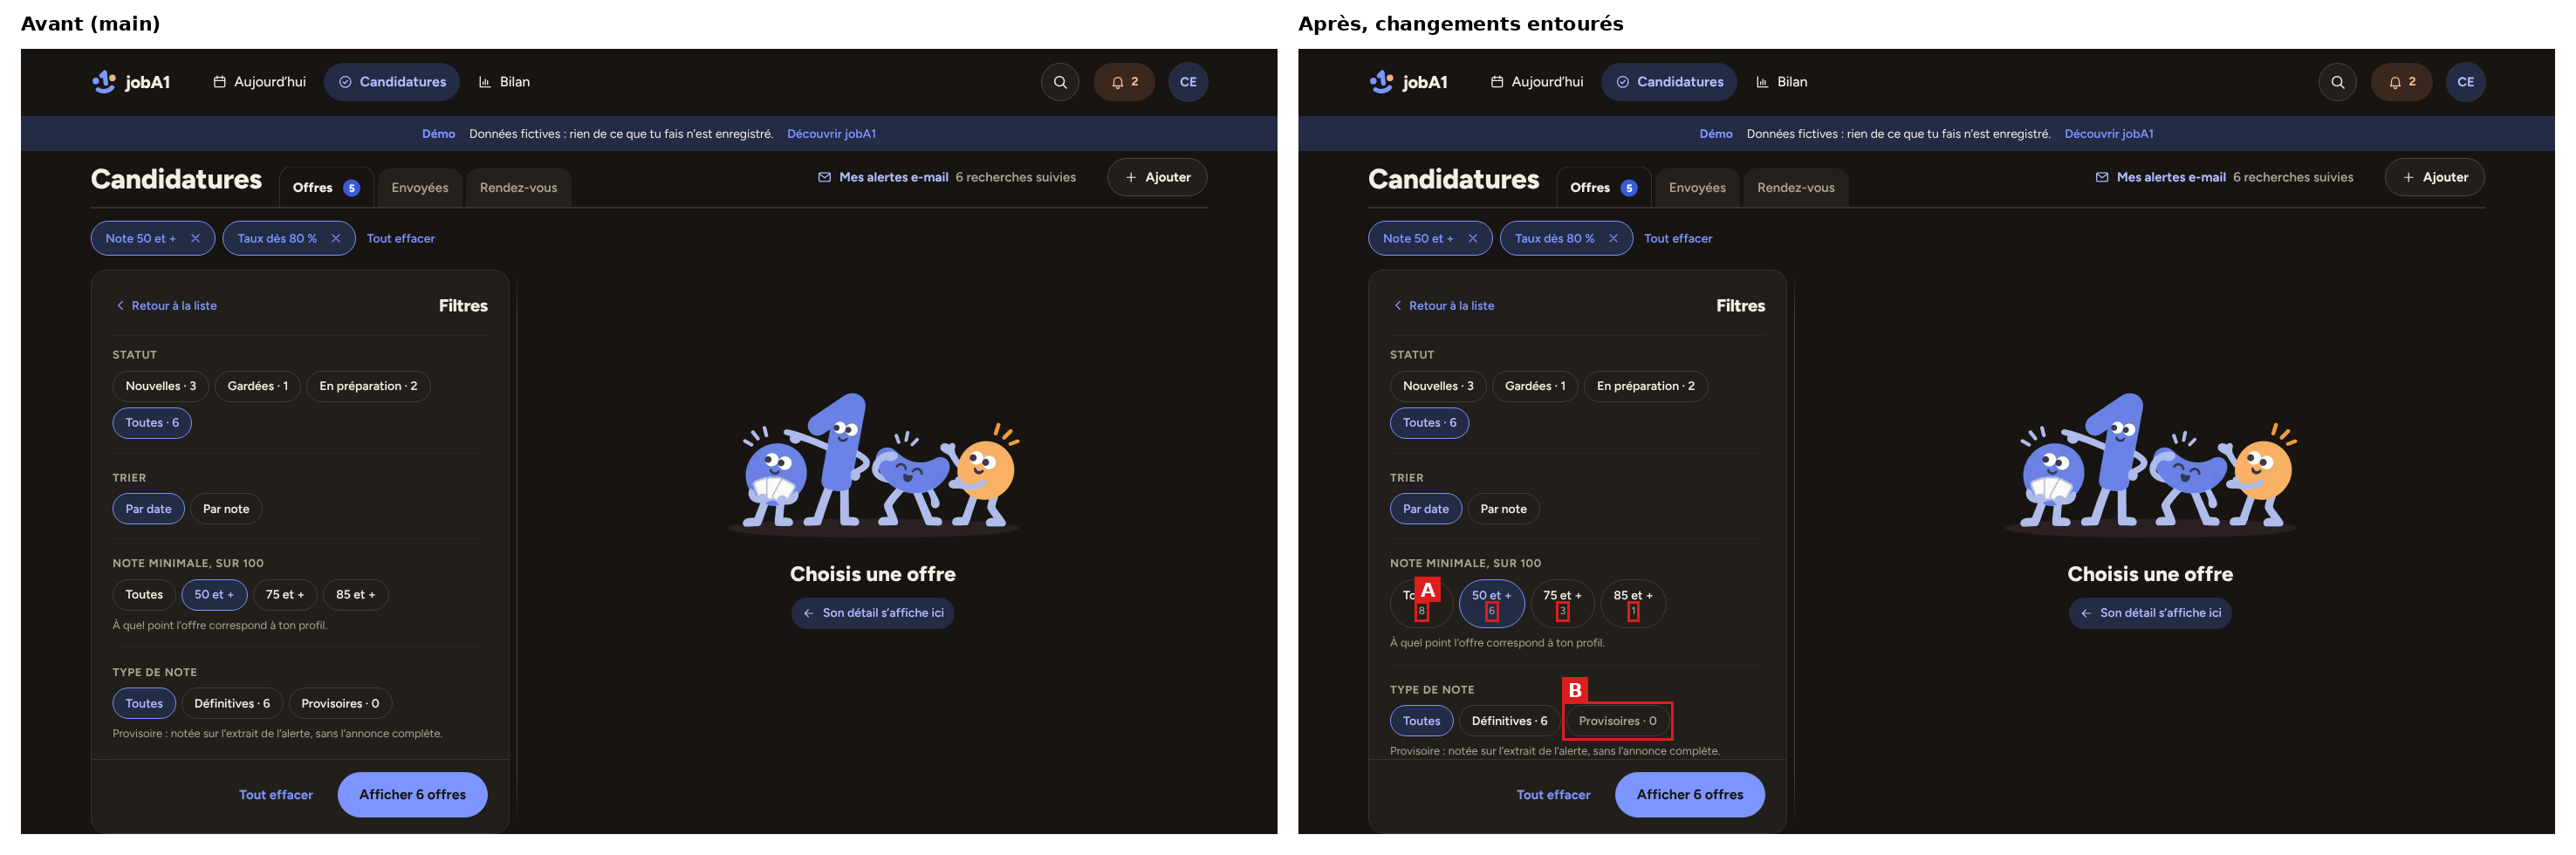 Avant (main)
jobA1 Aujourd'hui Candidatures Bilan 2 CE
Démo Données fictives : rien de ce que tu fais n'est enregistré. Découvrir jobA1
Candidatures Offres 5 Envoyées Rendez-vous Mes alertes e-mail 6 recherches suivies + Ajouter
Note 50 et + × Taux dès 80 % × Tout effacer
Retour à la liste Filtres
STATUT
Nouvelles · 3 Gardées · 1 En préparation · 2
Toutes · 6
TRIER
Par date Par note
NOTE MINIMALE, SUR 100
Toutes 50 et + 75 et + 85 et +
À quel point l'offre correspond à ton profil.
TYPE DE NOTE
Toutes Définitives · 6 Provisoires · 0
Provisoire : notée sur l'extrait de l'alerte, sans l'annonce complète.
Tout effacer Afficher 6 offres
Choisis une offre
← Son détail s'affiche ici
Après, changements entourés
jobA1 Aujourd'hui Candidatures Bilan 2 CE
Démo Données fictives : rien de ce que tu fais n'est enregistré. Découvrir jobA1
Candidatures Offres 5 Envoyées Rendez-vous Mes alertes e-mail 6 recherches suivies + Ajouter
Note 50 et + × Taux dès 80 % × Tout effacer
Retour à la liste Filtres
STATUT
Nouvelles · 3 Gardées · 1 En préparation · 2
Toutes · 6
TRIER
Par date Par note
NOTE MINIMALE, SUR 100
A 50 et + 75 et + 85 et +
8 6 3 1
À quel point l'offre correspond à ton profil.
TYPE DE NOTE
B
Toutes Définitives · 6 Provisoires · 0
Provisoire : notée sur l'extrait de l'alerte, sans l'annonce complète.
Tout effacer Afficher 6 offres
Choisis une offre
← Son détail s'affiche ici